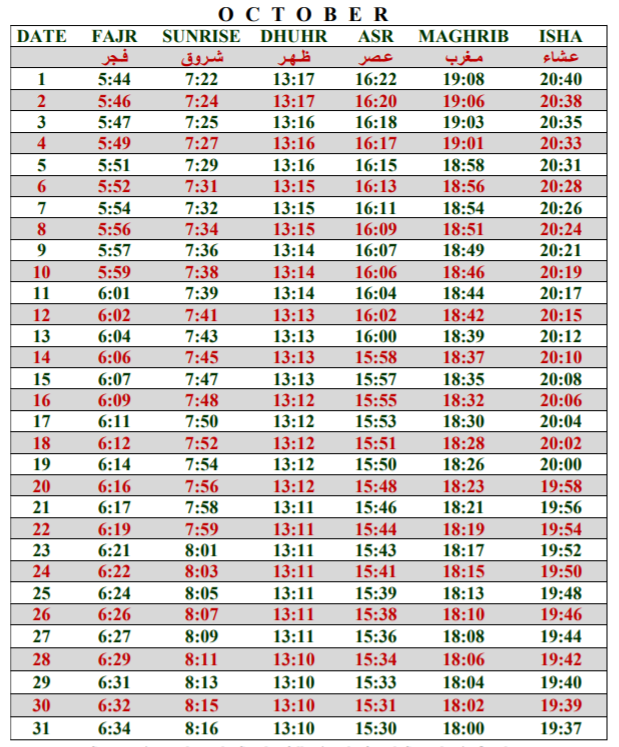 O C T O B E R
DATE FAJR SUNRISE DHUHR ASR MAGHRIB ISHA
فجر شروق ظهر عصر مغرب عشاء
1 5:44 7:22 13:17 16:22 19:08 20:40
2 5:46 7:24 13:17 16:20 19:06 20:38
3 5:47 7:25 13:16 16:18 19:03 20:35
4 5:49 7:27 13:16 16:17 19:01 20:33
5 5:51 7:29 13:16 16:15 18:58 20:31
6 5:52 7:31 13:15 16:13 18:56 20:28
7 5:54 7:32 13:15 16:11 18:54 20:26
8 5:56 7:34 13:15 16:09 18:51 20:24
9 5:57 7:36 13:14 16:07 18:49 20:21
10 5:59 7:38 13:14 16:06 18:46 20:19
11 6:01 7:39 13:14 16:04 18:44 20:17
12 6:02 7:41 13:13 16:02 18:42 20:15
13 6:04 7:43 13:13 16:00 18:39 20:12
14 6:06 7:45 13:13 15:58 18:37 20:10
15 6:07 7:47 13:13 15:57 18:35 20:08
16 6:09 7:48 13:12 15:55 18:32 20:06
17 6:11 7:50 13:12 15:53 18:30 20:04
18 6:12 7:52 13:12 15:51 18:28 20:02
19 6:14 7:54 13:12 15:50 18:26 20:00
20 6:16 7:56 13:12 15:48 18:23 19:58
21 6:17 7:58 13:11 15:46 18:21 19:56
22 6:19 7:59 13:11 15:44 18:19 19:54
23 6:21 8:01 13:11 15:43 18:17 19:52
24 6:22 8:03 13:11 15:41 18:15 19:50
25 6:24 8:05 13:11 15:39 18:13 19:48
26 6:26 8:07 13:11 15:38 18:10 19:46
27 6:27 8:09 13:11 15:36 18:08 19:44
28 6:29 8:11 13:10 15:34 18:06 19:42
29 6:31 8:13 13:10 15:33 18:04 19:40
30 6:32 8:15 13:10 15:31 18:02 19:39
31 6:34 8:16 13:10 15:30 18:00 19:37